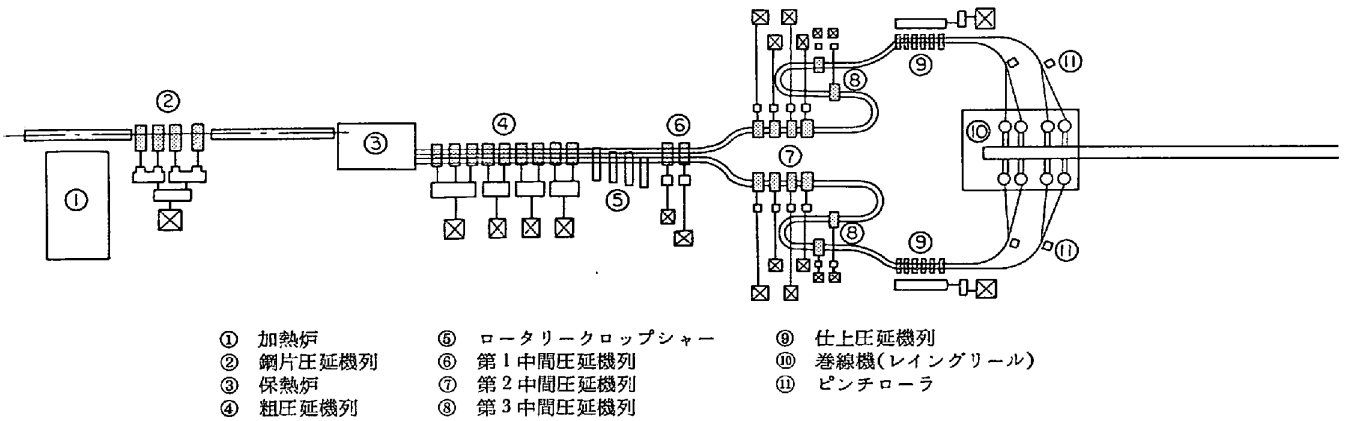 ⑨
⑪
⑧
②
④
⑥
⑩
③
⑦
①
⑤
⑧
⑨
⑪
① 加熱炉
② 鋼片圧延機列
③ 保熱炉
④ 粗圧延機列
⑤ ロータリークロップシャー
⑥ 第1中間圧延機列
⑦ 第2中間圧延機列
⑧ 第3中間圧延機列
⑨ 仕上圧延機列
⑩ 巻線機(レイングリール)
⑪ ピンチローラ